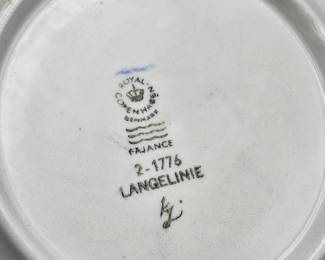 ROYAL
COPENHAGEN
DENMARK
FAJANCE
2-1776
LANGELINIE